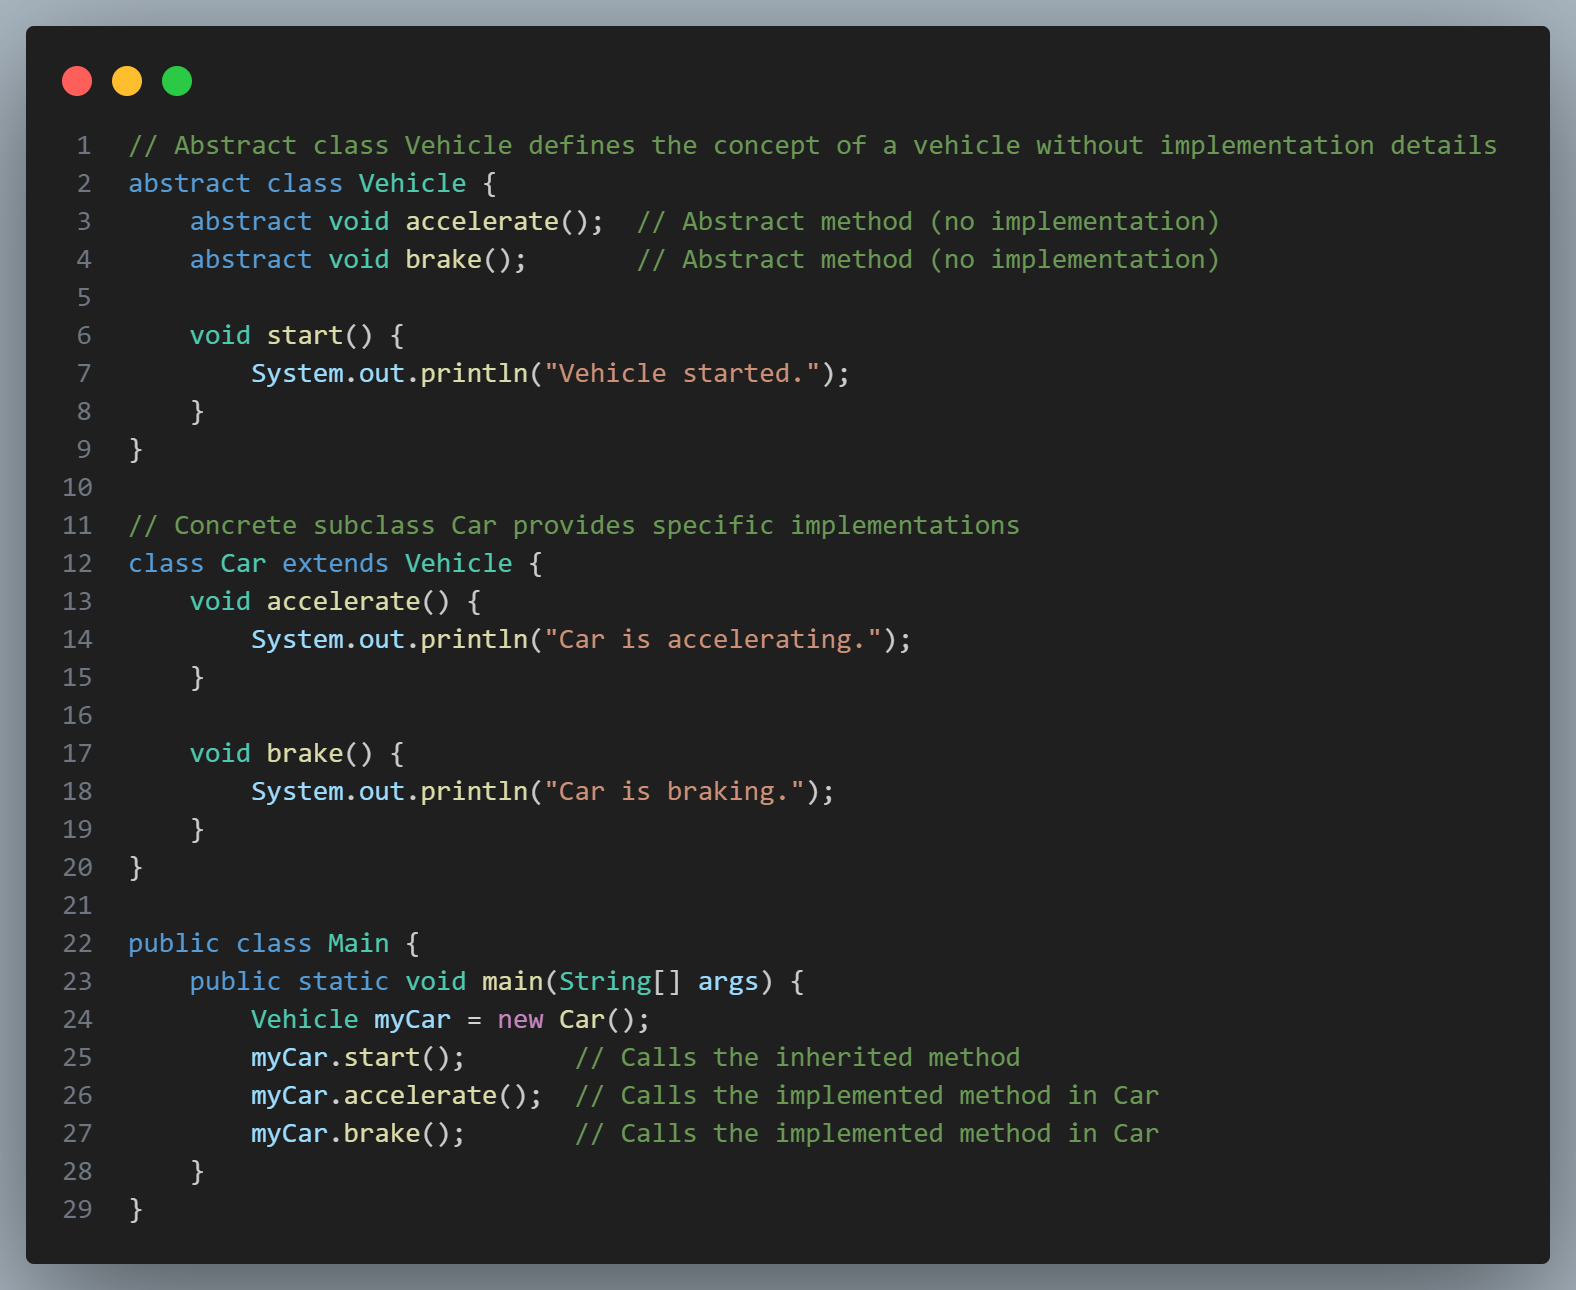 1 // Abstract class Vehicle defines the concept of a vehicle without implementation details
2 abstract class Vehicle {
3     abstract void accelerate();  // Abstract method (no implementation)
4     abstract void brake();       // Abstract method (no implementation)
5
6     void start() {
7         System.out.println("Vehicle started.");
8     }
9 }
10
11 // Concrete subclass Car provides specific implementations
12 class Car extends Vehicle {
13     void accelerate() {
14         System.out.println("Car is accelerating.");
15     }
16
17     void brake() {
18         System.out.println("Car is braking.");
19     }
20 }
21
22 public class Main {
23     public static void main(String[] args) {
24         Vehicle myCar = new Car();
25         myCar.start();       // Calls the inherited method
26         myCar.accelerate();  // Calls the implemented method in Car
27         myCar.brake();       // Calls the implemented method in Car
28     }
29 }